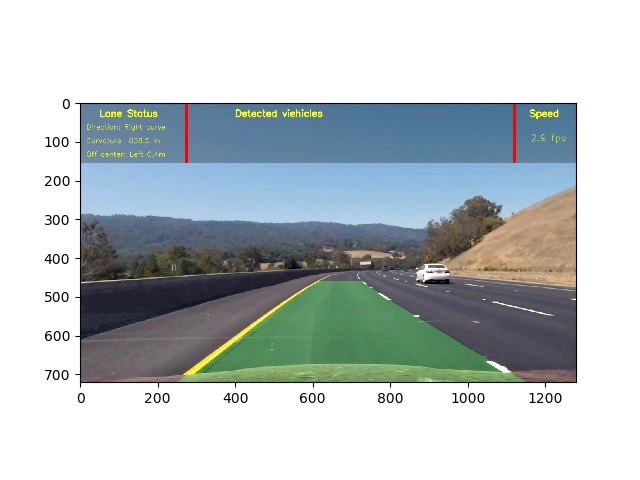 Lane Status
Detected viehicles
Speed
Direction: Right curve
Curvature: 838.5 m
Off center: Left 0.4m
2.9 fps
0
100
200
300
400
500
600
700
0
200
400
600
800
1000
1200